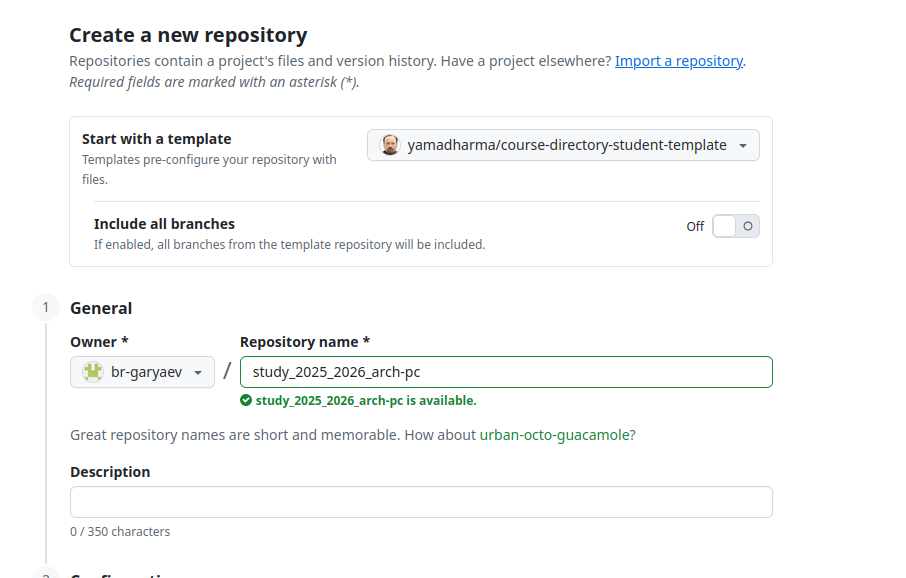 Create a new repository
Repositories contain a project's files and version history. Have a project elsewhere? Import a repository.
Required fields are marked with an asterisk (*).
Start with a template
Templates pre-configure your repository with
files.
yamadharma/course-directory-student-template
Include all branches
If enabled, all branches from the template repository will be included.
Off
1 General
Owner *
Repository name *
br-garyaev / study_2025_2026_arch-pc
study_2025_2026_arch-pc is available.
Great repository names are short and memorable. How about urban-octo-guacamole?
Description
0 / 350 characters